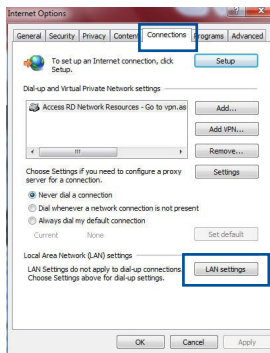 Internet Options
General Security Privacy Content Connections Programs Advanced
To set up an Internet connection, click
Setup.
Setup
Dial-up and Virtual Private Network settings
Access RD Network Resources - Go to vpn.as
Add...
Add VPN...
Remove...
Choose Settings if you need to configure a proxy
server for a connection.
Settings
Never dial a connection
Dial whenever a network connection is not present
Always dial my default connection
Current None
Set default
Local Area Network (LAN) settings
LAN Settings do not apply to dial-up connections.
Choose Settings above for dial-up settings.
LAN settings
OK Cancel Apply